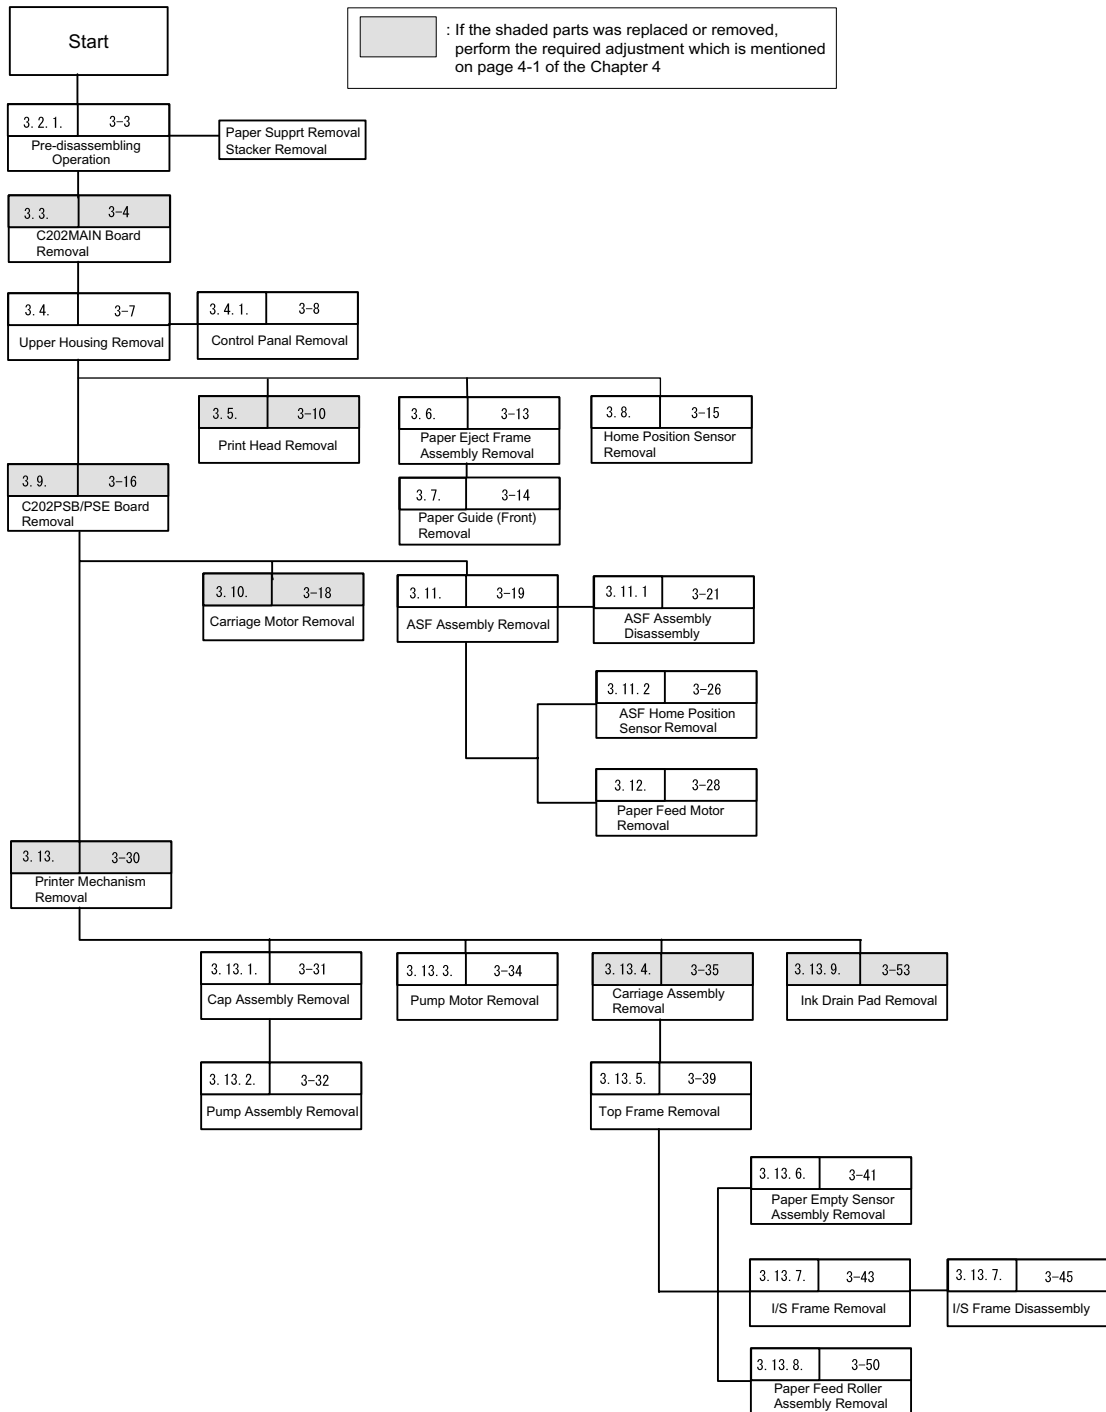 Start
: If the shaded parts was replaced or removed,
perform the required adjustment which is mentioned
on page 4-1 of the Chapter 4
3.2.1. 3-3
Pre-disassembling
Operation
Paper Supprt Removal
Stacker Removal
3.3. 3-4
C202MAIN Board
Removal
3.4. 3-7
Upper Housing Removal
3.4.1. 3-8
Control Panal Removal
3.5. 3-10
Print Head Removal
3.6. 3-13
Paper Eject Frame
Assembly Removal
3.8. 3-15
Home Position Sensor
Removal
3.9. 3-16
C202PSB/PSE Board
Removal
3.7. 3-14
Paper Guide (Front)
Removal
3.10. 3-18
Carriage Motor Removal
3.11. 3-19
ASF Assembly Removal
3.11.1 3-21
ASF Assembly
Disassembly
3.11.2 3-26
ASF Home Position
Sensor Removal
3.12. 3-28
Paper Feed Motor
Removal
3.13. 3-30
Printer Mechanism
Removal
3.13.1. 3-31
Cap Assembly Removal
3.13.3. 3-34
Pump Motor Removal
3.13.4. 3-35
Carriage Assembly
Removal
3.13.9. 3-53
Ink Drain Pad Removal
3.13.2. 3-32
Pump Assembly Removal
3.13.5. 3-39
Top Frame Removal
3.13.6. 3-41
Paper Empty Sensor
Assembly Removal
3.13.7. 3-43
I/S Frame Removal
3.13.7. 3-45
I/S Frame Disassembly
3.13.8. 3-50
Paper Feed Roller
Assembly Removal